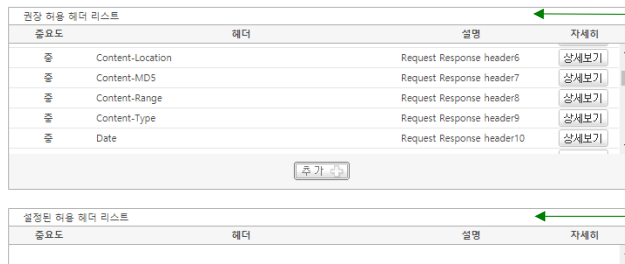 권장 허용 헤더 리스트
중요도 헤더 설명 자세히
중 Content-Location Request Response header6 상세보기
중 Content-MD5 Request Response header7 상세보기
중 Content-Range Request Response header8 상세보기
중 Content-Type Request Response header9 상세보기
중 Date Request Response header10 상세보기
추가
설정된 허용 헤더 리스트
중요도 헤더 설명 자세히